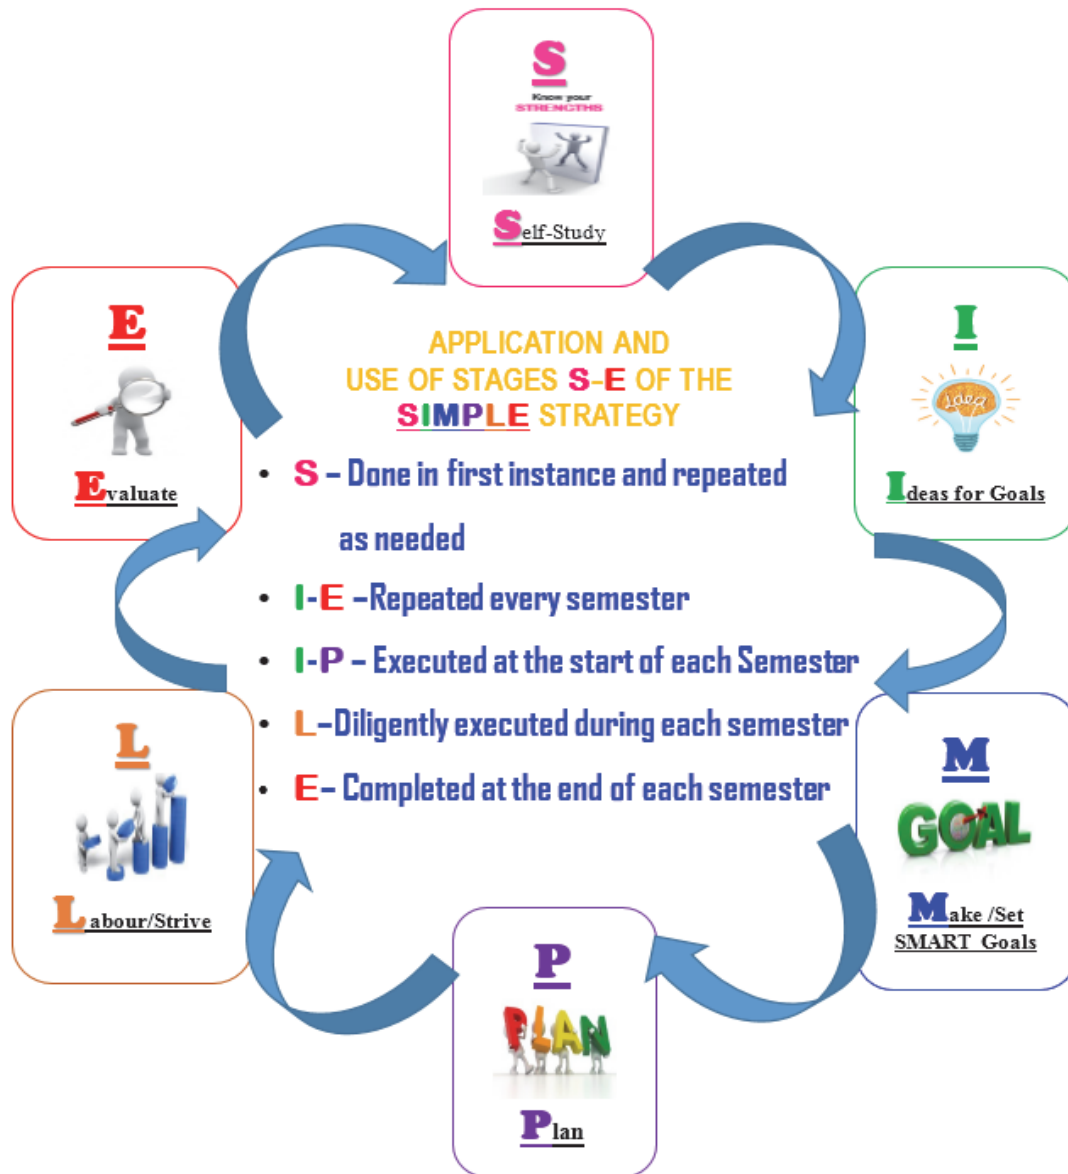 S
Know your
STRENGTHS
Self-Study
I
idea
Ideas for Goals
M
GOAL
Make /Set
SMART Goals
P
PLAN
Plan
L
Labour/Strive
E
Evaluate
APPLICATION AND
USE OF STAGES S-E OF THE
SIMPLE STRATEGY
• S – Done in first instance and repeated
as needed
• I-E –Repeated every semester
• I-P – Executed at the start of each Semester
• L–Diligently executed during each semester
• E– Completed at the end of each semester